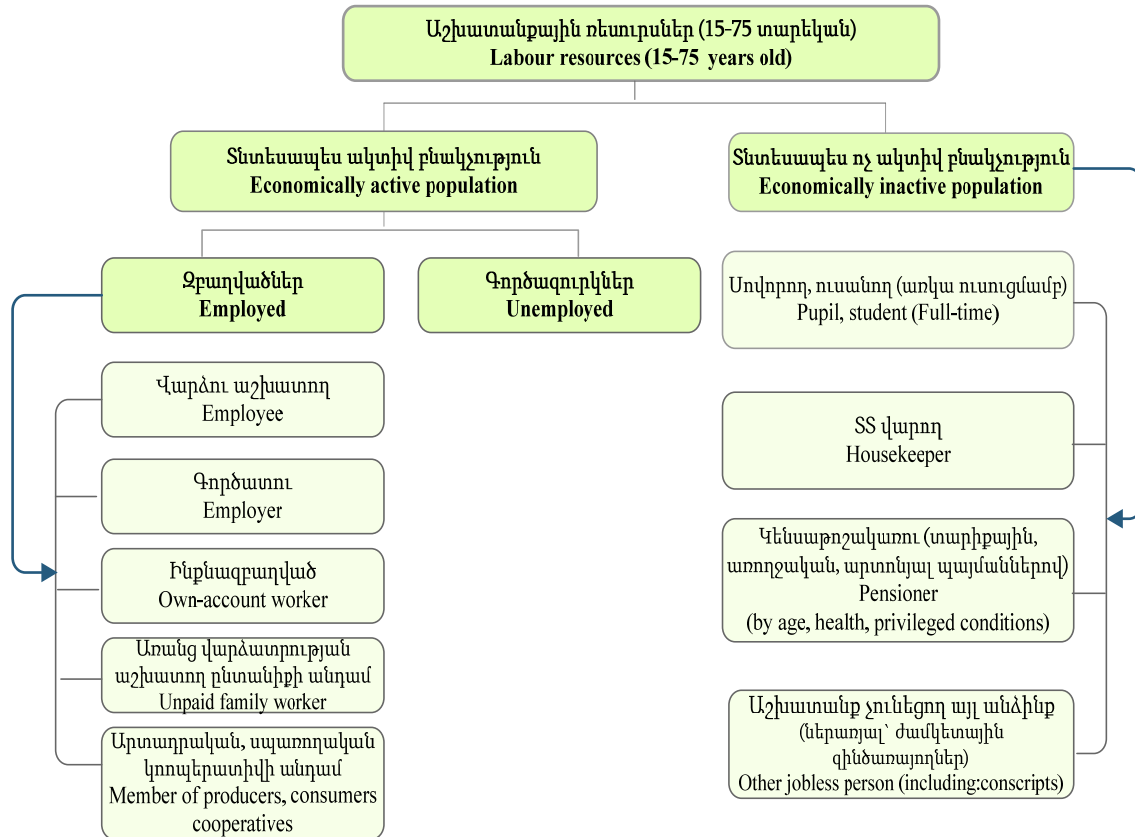 Աշխատանքային ռեսուրսներ (15-75 տարեկան)
Labour resources (15-75 years old)
Տնտեսապես ակտիվ բնակչություն
Economically active population
Տնտեսապես ոչ ակտիվ բնակչություն
Economically inactive population
Զբաղվածներ
Employed
Գործազուրկներ
Unemployed
Վարձու աշխատող
Employee
Գործատու
Employer
Ինքնազբաղված
Own-account worker
Առանց վարձատրության
աշխատող ընտանիքի անդամ
Unpaid family worker
Արտադրական, սպառողական
կոոպերատիվի անդամ
Member of producers, consumers
cooperatives
Սովորող, ուսանող (առկա ուսուցմամբ)
Pupil, student (Full-time)
ՏՏ վարող
Housekeeper
Կենսաթոշակառու (տարիքային,
առողջական, արտոնյալ պայմաններով)
Pensioner
(by age, health, privileged conditions)
Աշխատանք չունեցող այլ անձինք
(ներառյալ՝ ժամկետային
զինծառայողներ)
Other jobless person (including:conscripts)